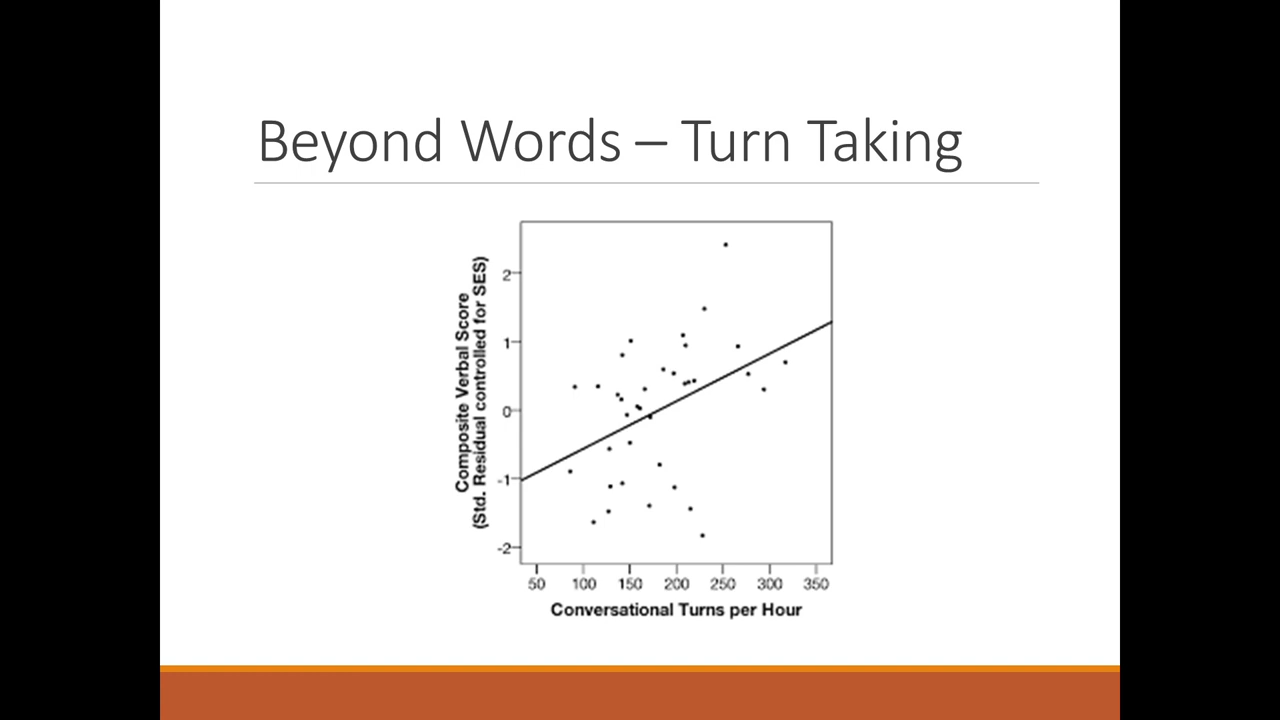 Beyond Words – Turn Taking
Composite Verbal Score
(Std. Residual controlled for SES)
2
1
0
-1
-2
50 100 150 200 250 300 350
Conversational Turns per Hour